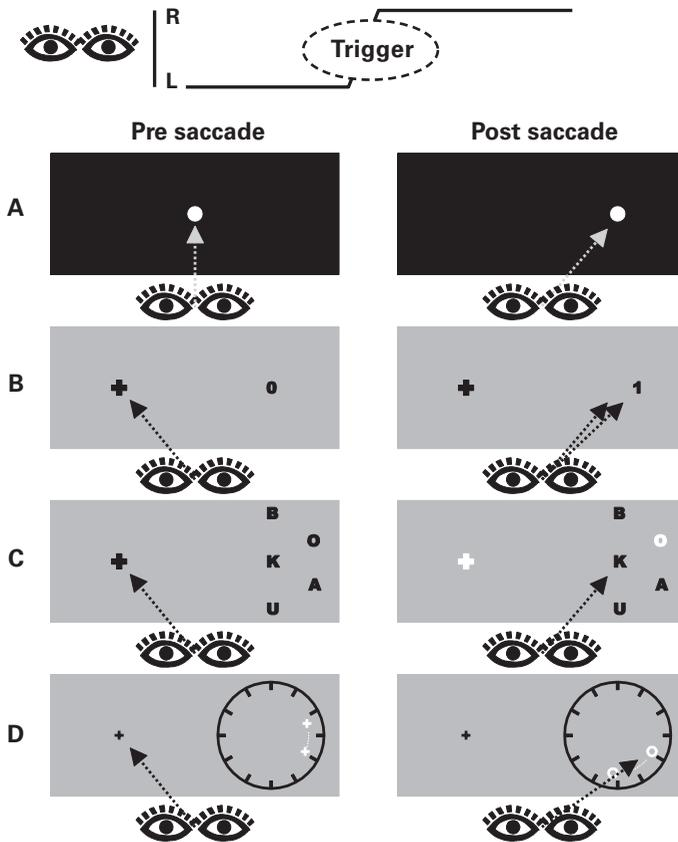 R
Trigger
L
Pre saccade Post saccade
A
B 0 1
B B
O O
C K K
A A
U U
D